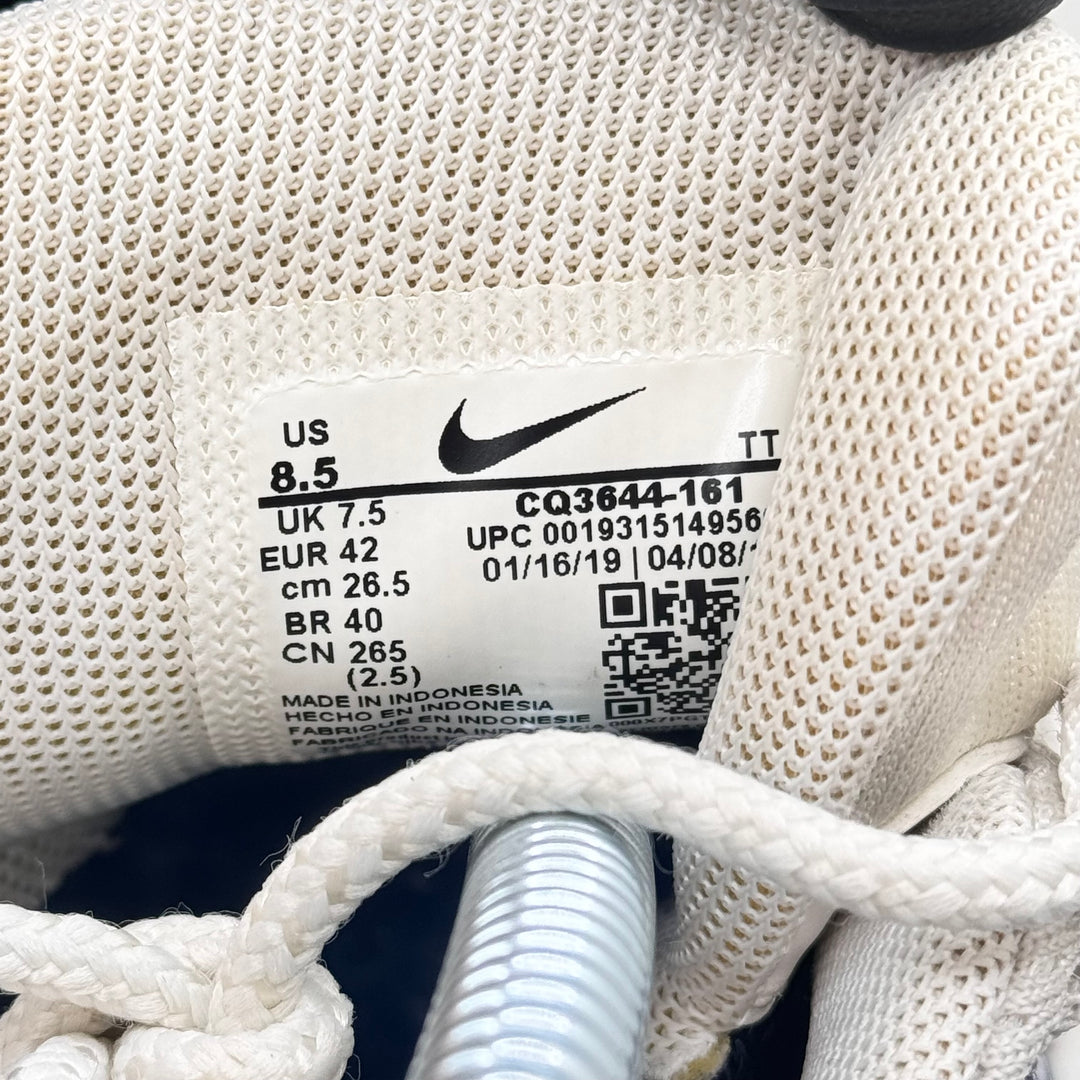 US
8.5
TT
UK 7.5
EUR 42
cm 26.5
BR 40
CN 265
(2.5)
CQ3644-161
UPC 001931514956
01/16/19 | 04/08/
MADE IN INDONESIA
HECHO EN INDONESIA
FABRIQUE EN INDONESIE